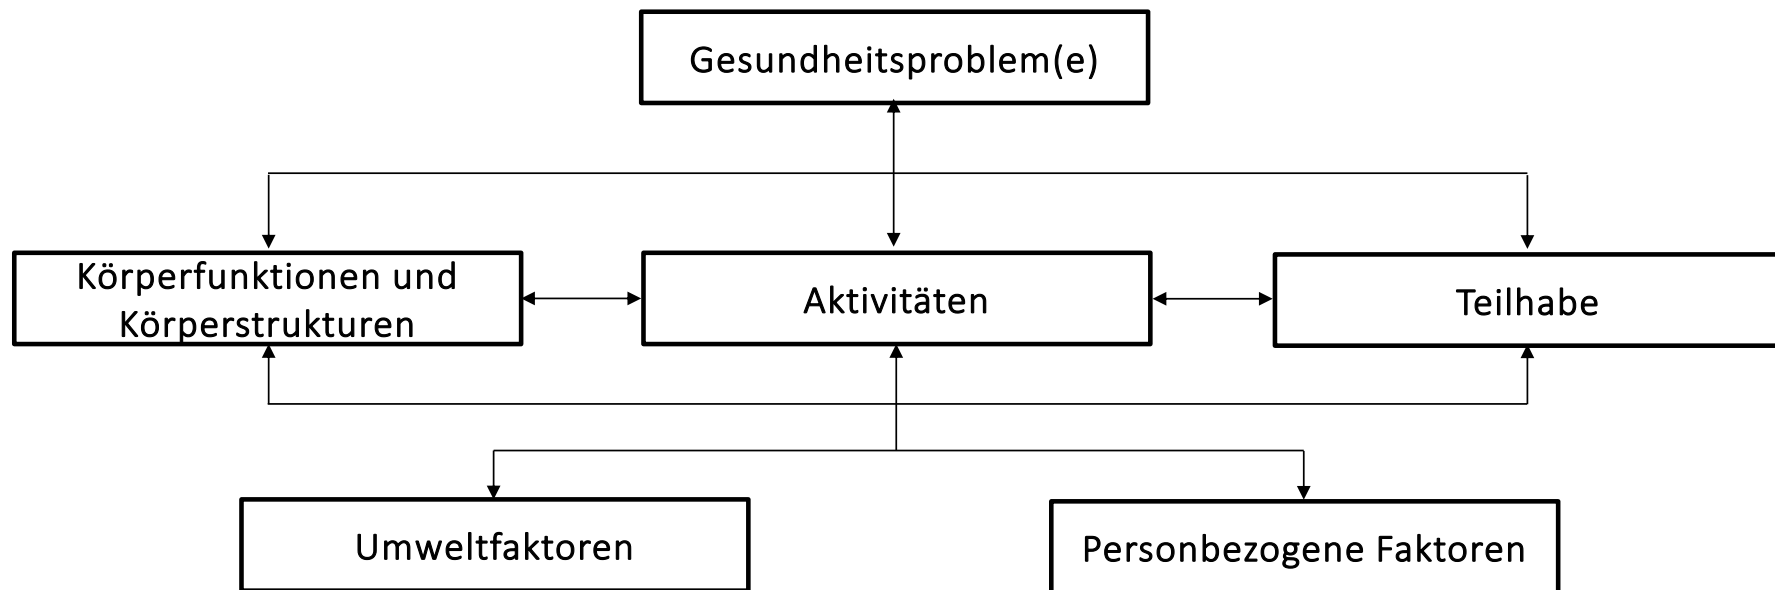 Gesundheitsproblem(e)
Körperfunktionen und
Körperstrukturen
Aktivitäten
Teilhabe
Umweltfaktoren
Personbezogene Faktoren